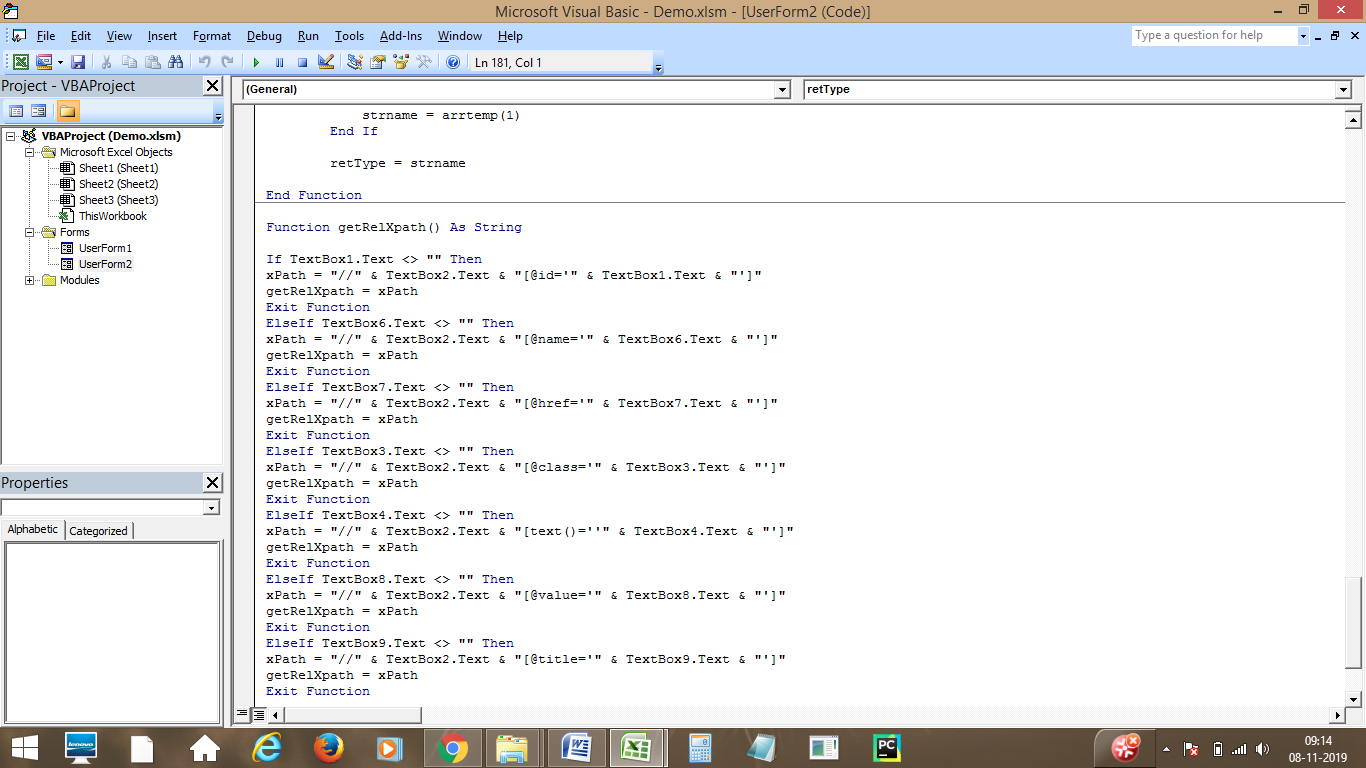 Microsoft Visual Basic - Demo.xlsm - [UserForm2 (Code)]
File Edit View Insert Format Debug Run Tools Add-Ins Window Help
Type a question for help
Ln 181, Col 1
Project - VBAProject
(General)
retType
VBAProject (Demo.xlsm)
Microsoft Excel Objects
Sheet1 (Sheet1)
Sheet2 (Sheet2)
Sheet3 (Sheet3)
ThisWorkbook
Forms
UserForm1
UserForm2
Modules
Properties
Alphabetic Categorized
strname = arrtemp(1)
End If
retType = strname
End Function
Function getRelXpath() As String
If TextBox1.Text <> "" Then
xPath = "//" & TextBox2.Text & "[@id='" & TextBox1.Text & "']"
getRelXpath = xPath
Exit Function
ElseIf TextBox6.Text <> "" Then
xPath = "//" & TextBox2.Text & "[@name='" & TextBox6.Text & "']"
getRelXpath = xPath
Exit Function
ElseIf TextBox7.Text <> "" Then
xPath = "//" & TextBox2.Text & "[@href='" & TextBox7.Text & "']"
getRelXpath = xPath
Exit Function
ElseIf TextBox3.Text <> "" Then
xPath = "//" & TextBox2.Text & "[@class='" & TextBox3.Text & "']"
getRelXpath = xPath
Exit Function
ElseIf TextBox4.Text <> "" Then
xPath = "//" & TextBox2.Text & "[text()=''" & TextBox4.Text & "']"
getRelXpath = xPath
Exit Function
ElseIf TextBox8.Text <> "" Then
xPath = "//" & TextBox2.Text & "[@value='" & TextBox8.Text & "']"
getRelXpath = xPath
Exit Function
ElseIf TextBox9.Text <> "" Then
xPath = "//" & TextBox2.Text & "[@title='" & TextBox9.Text & "']"
getRelXpath = xPath
Exit Function
lenovo
PC
09:14
08-11-2019